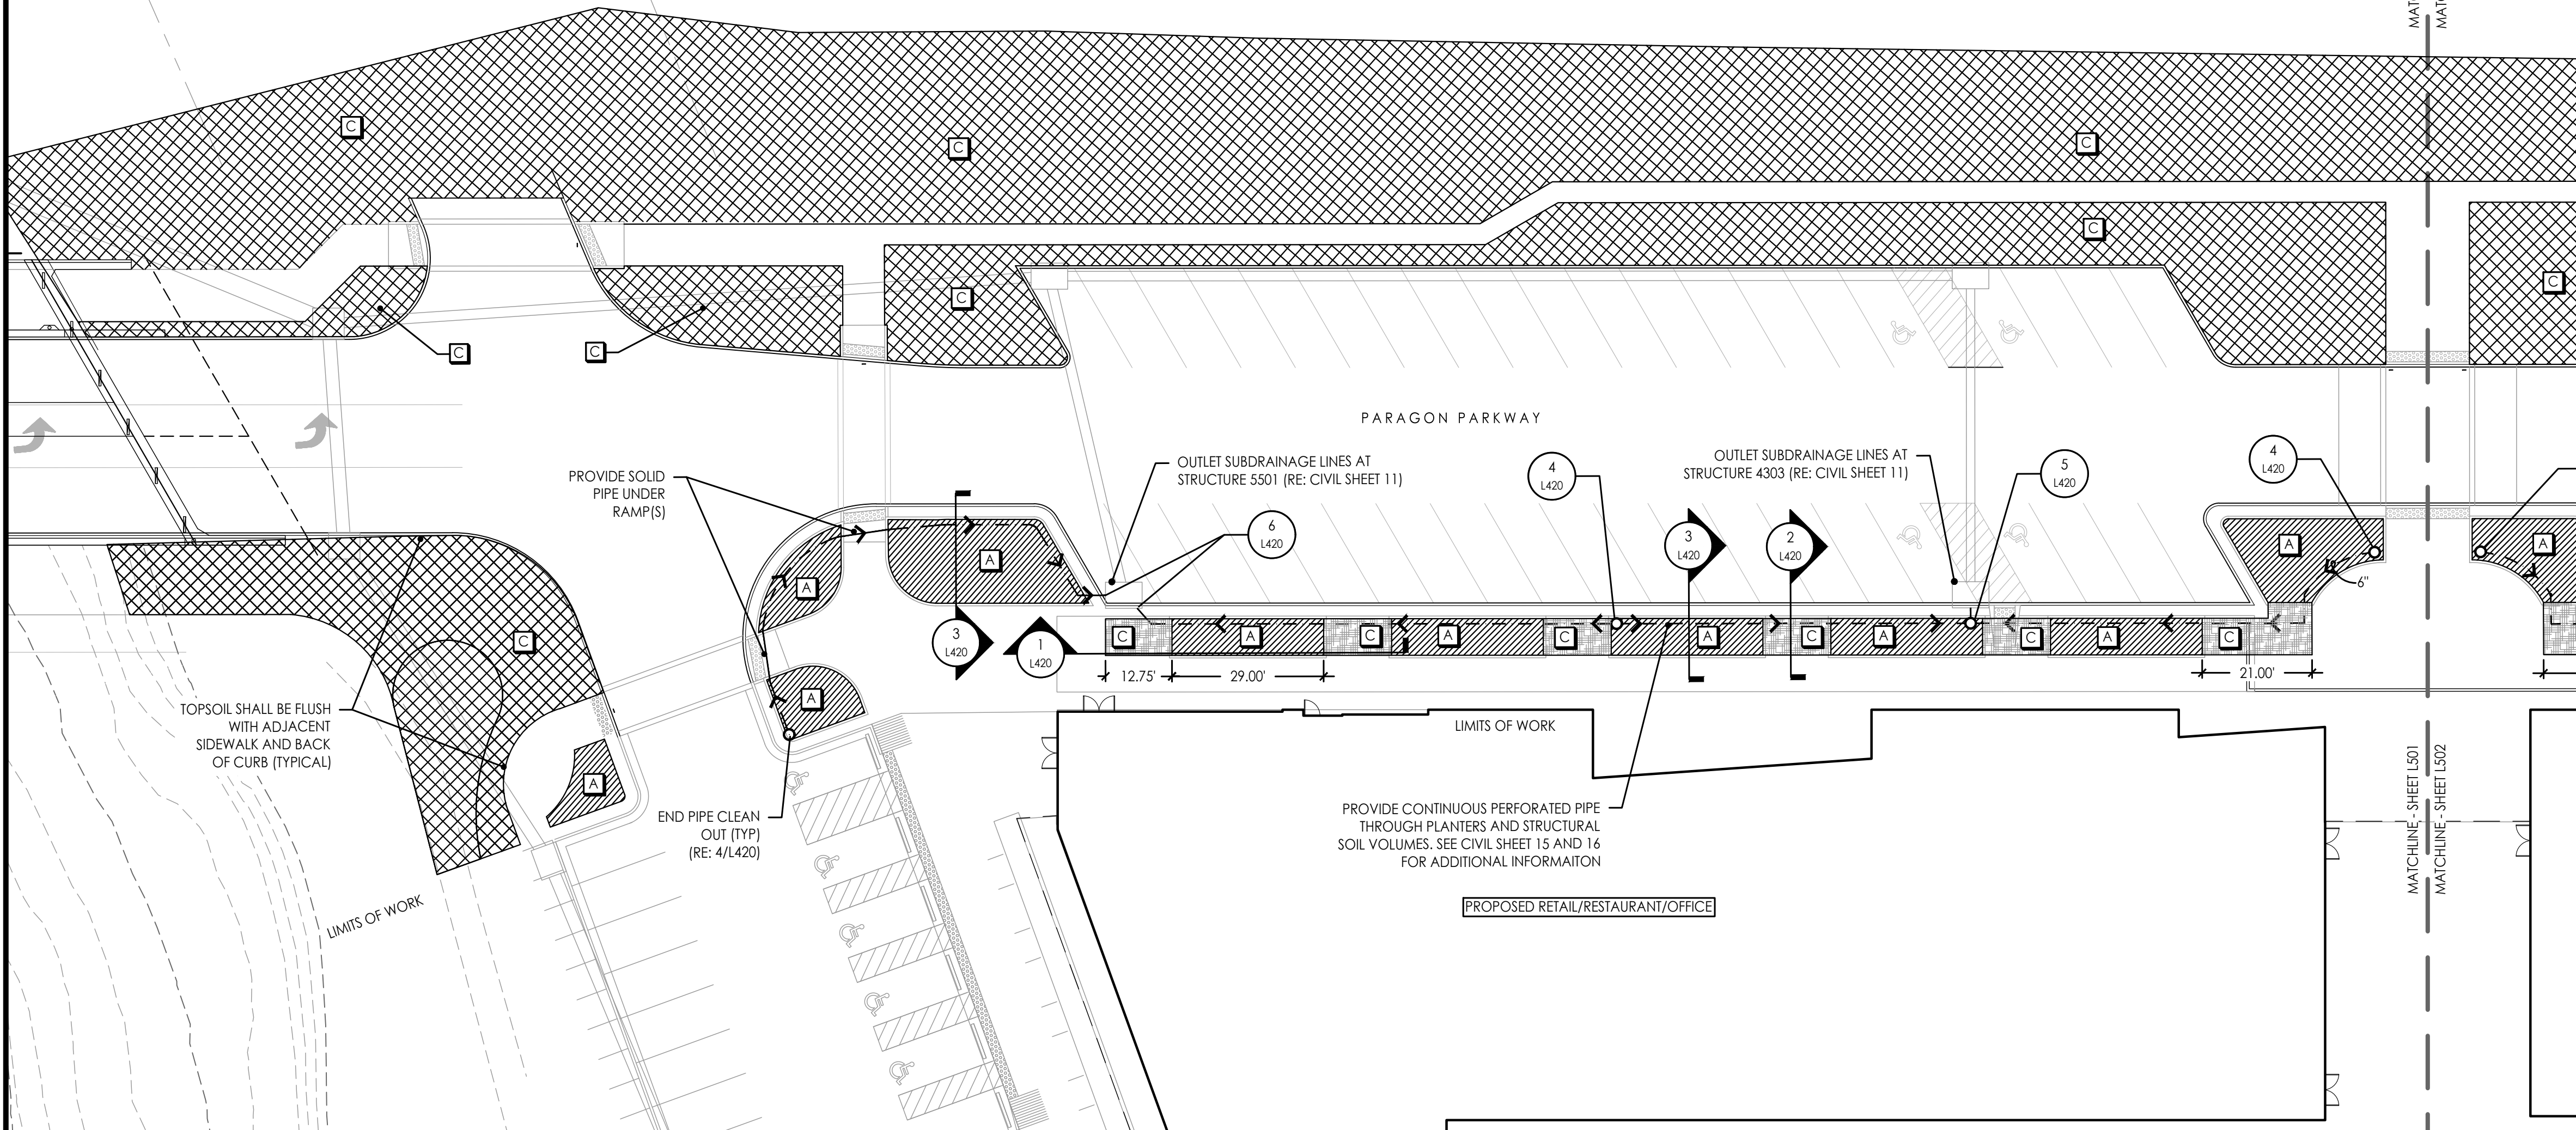 MATC
MATC
C
C
C
C
C
C
C
C
PARAGON PARKWAY
PROVIDE SOLID
PIPE UNDER
RAMP(S)
OUTLET SUBDRAINAGE LINES AT
STRUCTURE 5501 (RE: CIVIL SHEET 11)
4
L420
OUTLET SUBDRAINAGE LINES AT
STRUCTURE 4303 (RE: CIVIL SHEET 11)
5
L420
4
L420
6
L420
3
L420
2
L420
A
A
A
A
6"
3
L420
1
L420
C
A
C
A
C
A
C
A
C
A
C
C
12.75'
29.00'
21.00'
A
A
TOPSOIL SHALL BE FLUSH
WITH ADJACENT
SIDEWALK AND BACK
OF CURB (TYPICAL)
LIMITS OF WORK
END PIPE CLEAN
OUT (TYP)
(RE: 4/L420)
PROVIDE CONTINUOUS PERFORATED PIPE
THROUGH PLANTERS AND STRUCTURAL
SOIL VOLUMES. SEE CIVIL SHEET 15 AND 16
FOR ADDITIONAL INFORMAITON
MATCHLINE - SHEET L501
MATCHLINE - SHEET L502
LIMITS OF WORK
PROPOSED RETAIL/RESTAURANT/OFFICE